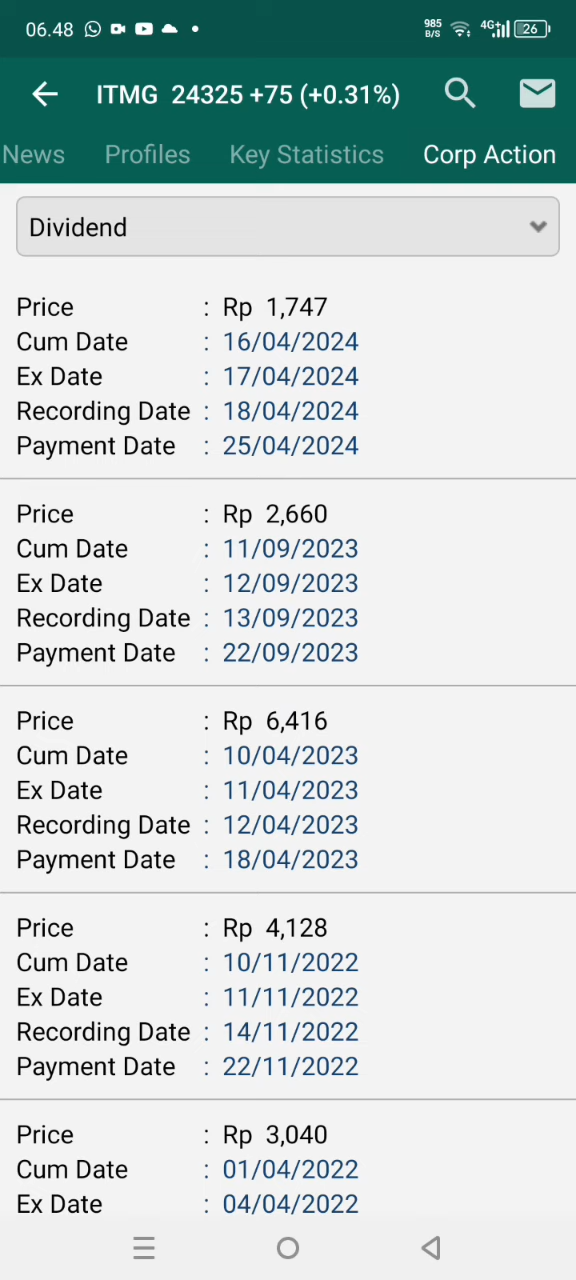 06.48 985 B/S 4G+ 26
ITMG 24325 +75 (+0.31%)
News Profiles Key Statistics Corp Action
Dividend
Price : Rp 1,747
Cum Date : 16/04/2024
Ex Date : 17/04/2024
Recording Date : 18/04/2024
Payment Date : 25/04/2024
Price : Rp 2,660
Cum Date : 11/09/2023
Ex Date : 12/09/2023
Recording Date : 13/09/2023
Payment Date : 22/09/2023
Price : Rp 6,416
Cum Date : 10/04/2023
Ex Date : 11/04/2023
Recording Date : 12/04/2023
Payment Date : 18/04/2023
Price : Rp 4,128
Cum Date : 10/11/2022
Ex Date : 11/11/2022
Recording Date : 14/11/2022
Payment Date : 22/11/2022
Price : Rp 3,040
Cum Date : 01/04/2022
Ex Date : 04/04/2022